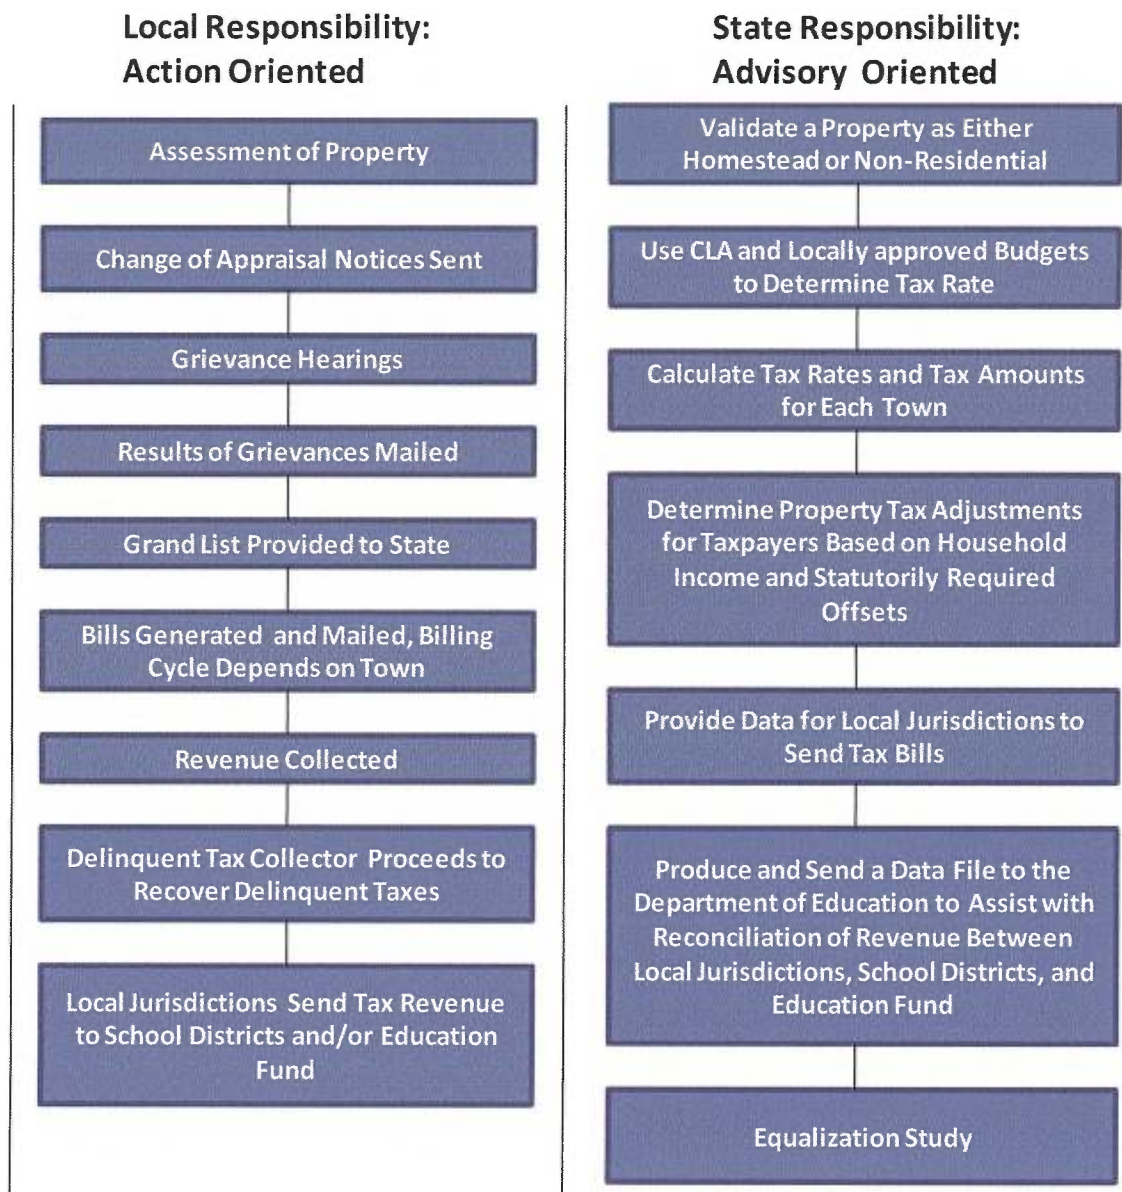 Local Responsibility:
Action Oriented
Assessment of Property
Change of Appraisal Notices Sent
Grievance Hearings
Results of Grievances Mailed
Grand List Provided to State
Bills Generated and Mailed, Billing
Cycle Depends on Town
Revenue Collected
Delinquent Tax Collector Proceeds to
Recover Delinquent Taxes
Local Jurisdictions Send Tax Revenue
to School Districts and/or Education
Fund
State Responsibility:
Advisory Oriented
Validate a Property as Either
Homestead or Non-Residential
Use CLA and Locally approved Budgets
to Determine Tax Rate
Calculate Tax Rates and Tax Amounts
for Each Town
Determine Property Tax Adjustments
for Taxpayers Based on Household
Income and Statutorily Required
Offsets
Provide Data for Local Jurisdictions to
Send Tax Bills
Produce and Send a Data File to the
Department of Education to Assist with
Reconciliation of Revenue Between
Local Jurisdictions, School Districts, and
Education Fund
Equalization Study